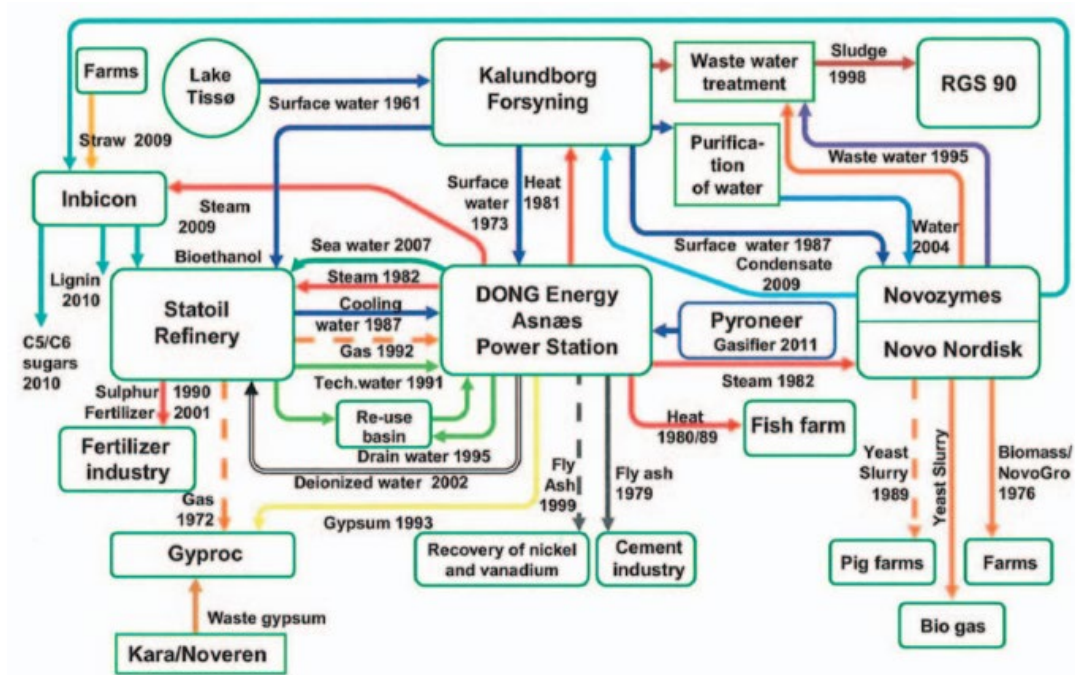 Farms
Lake
Tissø
Kalundborg
Forsyning
Waste water
treatment
Sludge
1998
RGS 90
Surface water 1961
Straw 2009
Purifica-
tion
of water
Waste water 1995
Inbicon
Steam
2009
Surface
water
1973
Heat
1981
Water
2004
Surface water 1987
Condensate
2009
Bioethanol
Sea water 2007
Lignin
2010
Steam 1982
Statoil
Refinery
Cooling
water 1987
DONG Energy
Asnæs
Power Station
Pyroneer
Gasifier 2011
Novozymes
Novo Nordisk
C5/C6
sugars
2010
Gas 1992
Tech.water 1991
Steam 1982
Sulphur 1990
Fertilizer 2001
Re-use
basin
Drain water 1995
Heat
1980/89
Fish farm
Fertilizer
industry
Deionized water 2002
Fly
Ash
1999
Fly ash
1979
Yeast
Slurry
1989
Yeast Slurry
Biomass/
NovoGro
1976
Gas
1972
Gypsum 1993
Gyproc
Recovery of nickel
and vanadium
Cement
industry
Pig farms
Farms
Waste gypsum
Bio gas
Kara/Noveren